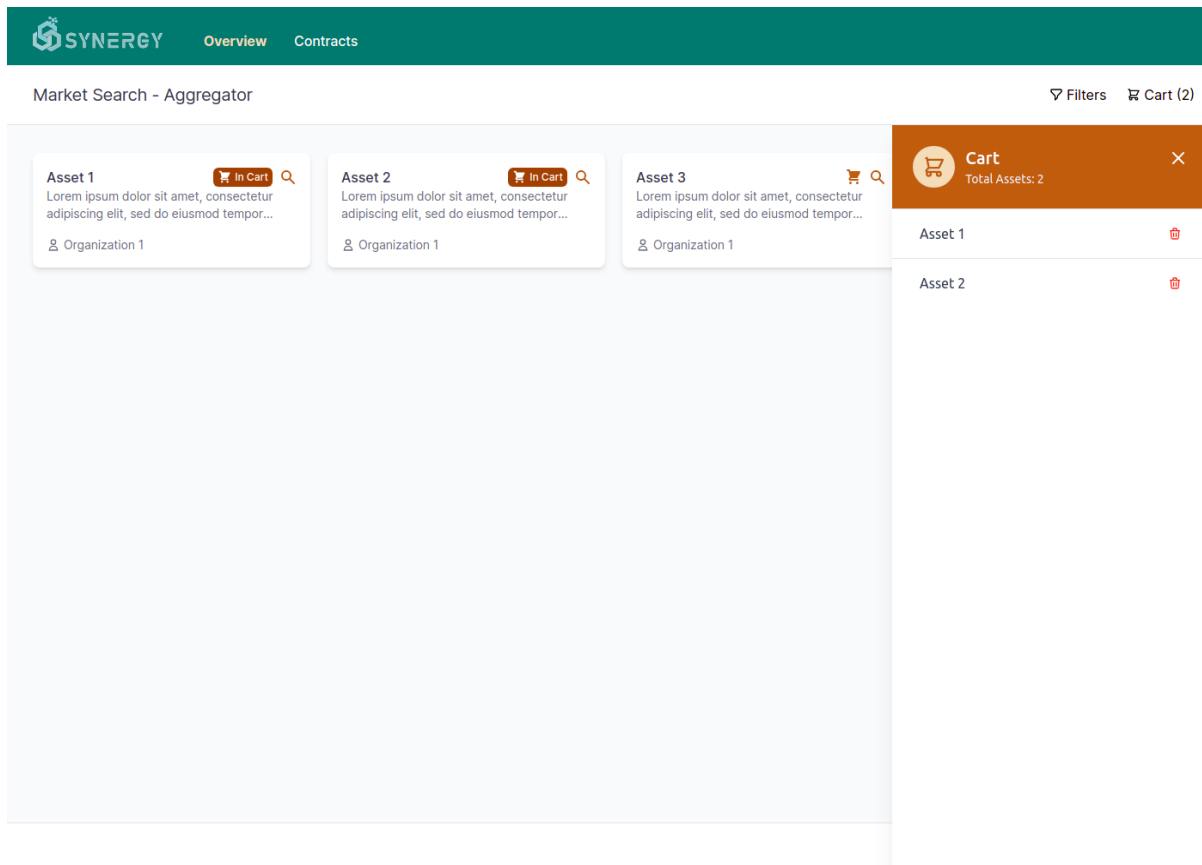 SYNERGY Overview Contracts
Market Search - Aggregator Filters Cart (2)
Asset 1 In Cart
Lorem ipsum dolor sit amet, consectetur
adipiscing elit, sed do eiusmod tempor...
Organization 1
Asset 2 In Cart
Lorem ipsum dolor sit amet, consectetur
adipiscing elit, sed do eiusmod tempor...
Organization 1
Asset 3
Lorem ipsum dolor sit amet, consectetur
adipiscing elit, sed do eiusmod tempor...
Organization 1
Cart
Total Assets: 2
Asset 1
Asset 2